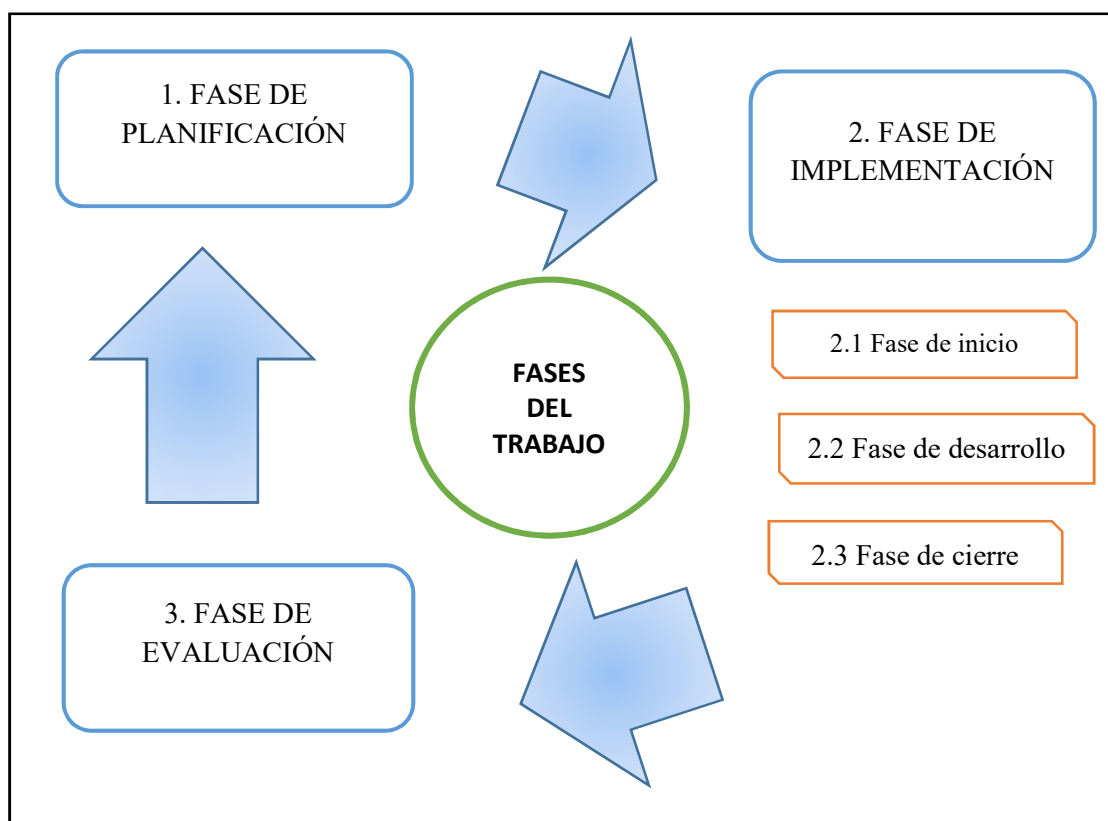 1. FASE DE
PLANIFICACIÓN
2. FASE DE
IMPLEMENTACIÓN
2.1 Fase de inicio
2.2 Fase de desarrollo
2.3 Fase de cierre
FASES
DEL
TRABAJO
3. FASE DE
EVALUACIÓN